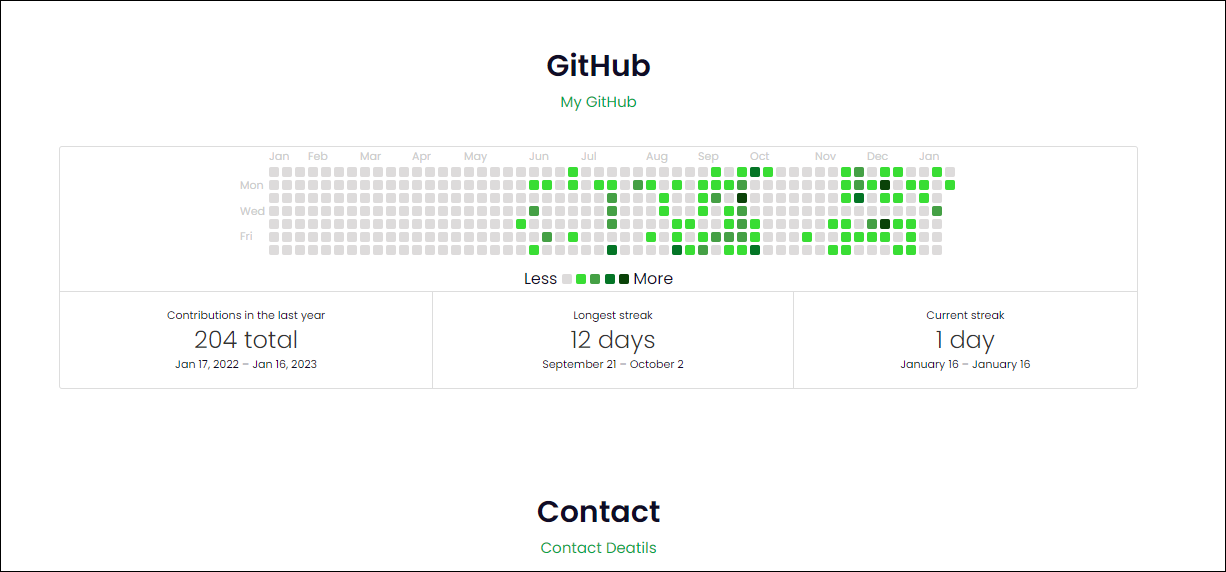 GitHub
My GitHub
Jan Feb Mar Apr May Jun Jul Aug Sep Oct Nov Dec Jan
Mon
Wed
Fri
Less More
Contributions in the last year
204 total
Jan 17, 2022 – Jan 16, 2023
Longest streak
12 days
September 21 – October 2
Current streak
1 day
January 16 – January 16
Contact
Contact Deatils